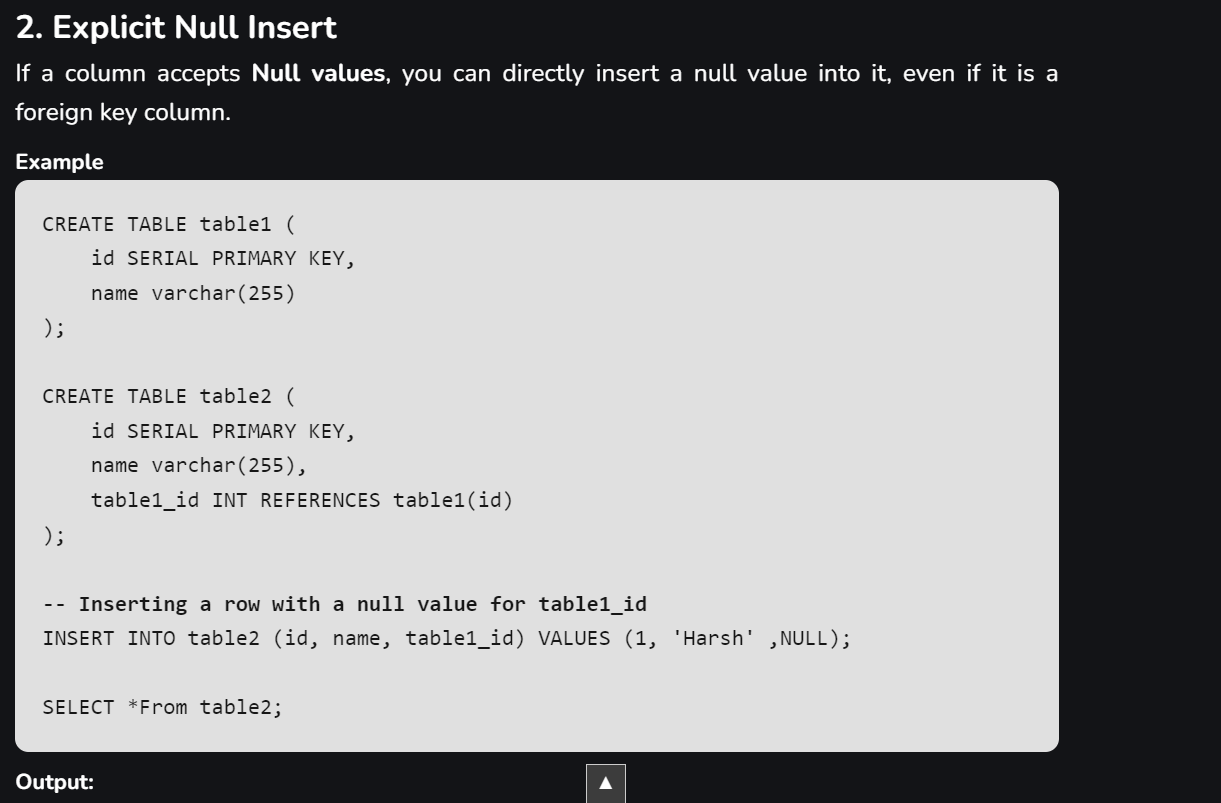 2. Explicit Null Insert
If a column accepts Null values, you can directly insert a null value into it, even if it is a
foreign key column.
Example
CREATE TABLE table1 (
    id SERIAL PRIMARY KEY,
    name varchar(255)
);
CREATE TABLE table2 (
    id SERIAL PRIMARY KEY,
    name varchar(255),
    table1_id INT REFERENCES table1(id)
);
-- Inserting a row with a null value for table1_id
INSERT INTO table2 (id, name, table1_id) VALUES (1, 'Harsh' ,NULL);
SELECT *From table2;
Output: